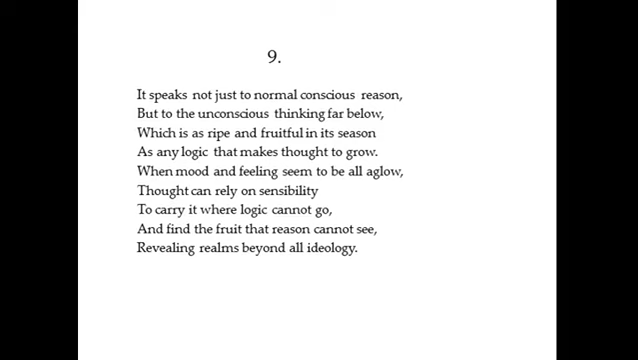 9.
It speaks not just to normal conscious reason,
But to the unconscious thinking far below,
Which is as ripe and fruitful in its season
As any logic that makes thought to grow.
When mood and feeling seem to be all aglow,
Thought can rely on sensibility
To carry it where logic cannot go,
And find the fruit that reason cannot see,
Revealing realms beyond all ideology.